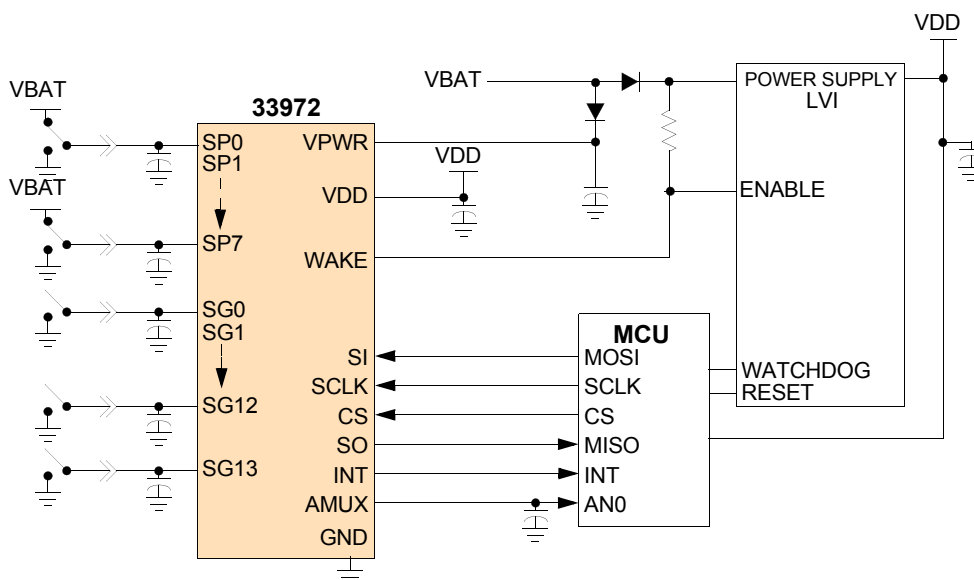 VDD
VBAT
VBAT
POWER SUPPLY
LVI
33972
SP0
SP1
VPWR
VDD
VBAT
VDD
ENABLE
SP7
WAKE
SG0
SG1
MCU
SI
MOSI
WATCHDOG
SCLK
SCLK
RESET
SG12
CS
CS
SO
MISO
SG13
INT
INT
AMUX
AN0
GND